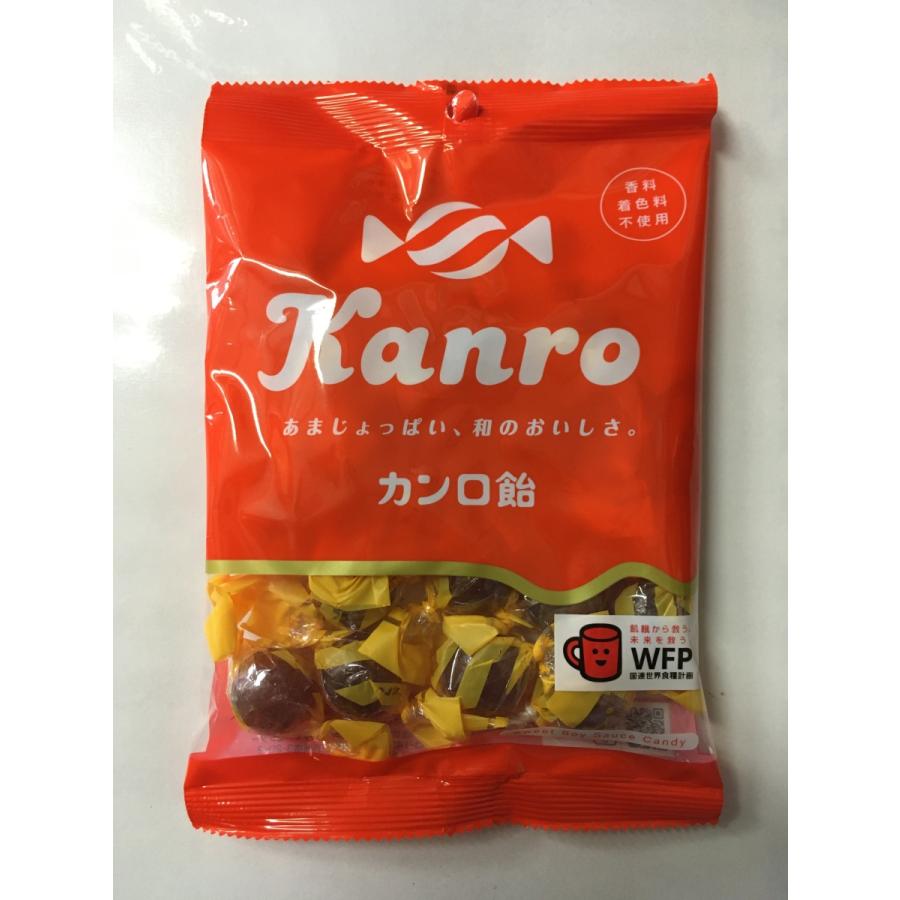 香料
着色料
不使用
Kanro
あまじょっぱい、和のおいしさ。
カンロ飴
飢餓から救う。
未来を救う。
WFP
国連世界食糧計画
Sweet Soy Sauce Candy